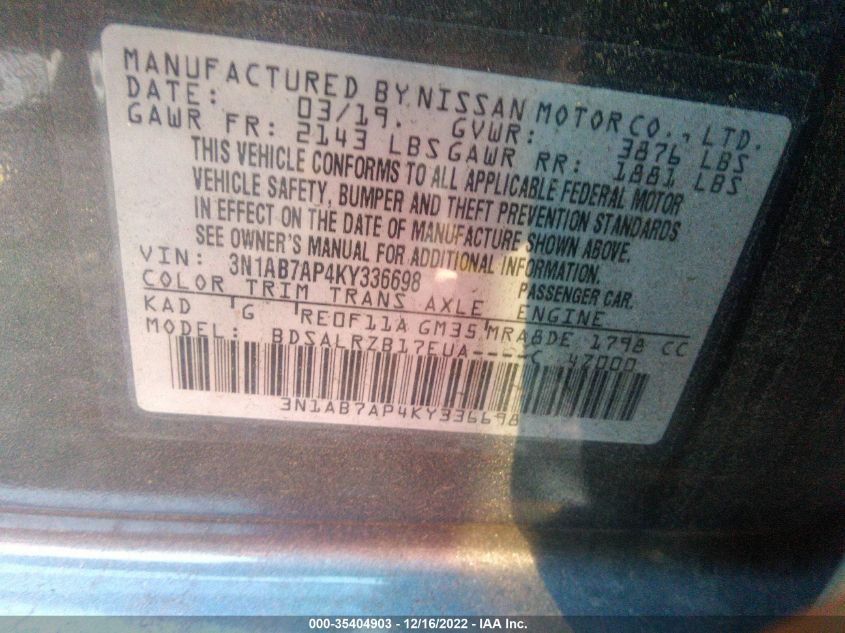 MANUFACTURED BY NISSAN MOTOR CO., LTD.
DATE: 03/19. GVWR: 3876 LBS
GAWR FR: 2143 LBS GAWR RR: 1881 LBS
THIS VEHICLE CONFORMS TO ALL APPLICABLE FEDERAL MOTOR
VEHICLE SAFETY, BUMPER AND THEFT PREVENTION STANDARDS
IN EFFECT ON THE DATE OF MANUFACTURE SHOWN ABOVE.
SEE OWNER'S MANUAL FOR ADDITIONAL INFORMATION.
VIN: 3N1AB7AP4KY336698 PASSENGER CAR.
COLOR TRIM TRANS AXLE ENGINE
KAD G RE0F11A GM35 MRA8DE 1798 CC
MODEL: BDSALRZB17EUA----C 47000
3N1AB7AP4KY336698
000-35404903 - 12/16/2022 - IAA Inc.